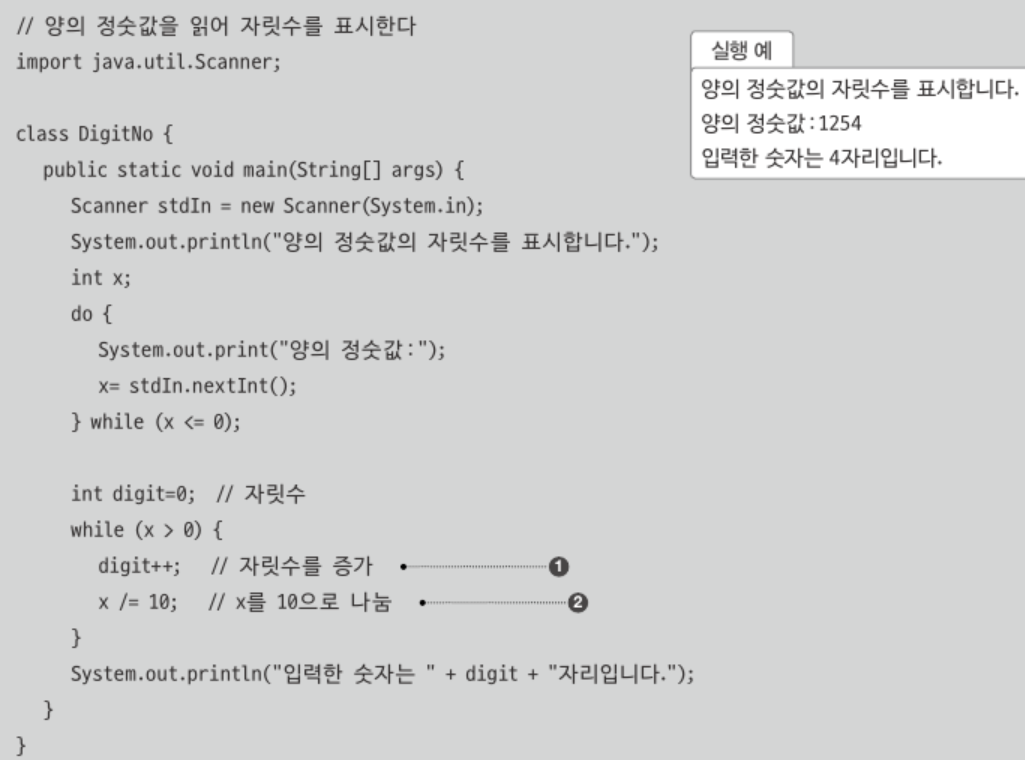 // 양의 정숫값을 읽어 자릿수를 표시한다
import java.util.Scanner;
class DigitNo {
public static void main(String[] args) {
Scanner stdIn = new Scanner(System.in);
System.out.println("양의 정숫값의 자릿수를 표시합니다.");
int x;
do {
System.out.print("양의 정숫값:");
x= stdIn.nextInt();
} while (x <= 0);
int digit=0; // 자릿수
while (x > 0) {
digit++; // 자릿수를 증가 ❶
x /= 10; // x를 10으로 나눔 ❷
}
System.out.println("입력한 숫자는 " + digit + "자리입니다.");
}
}
실행 예
양의 정숫값의 자릿수를 표시합니다.
양의 정숫값:1254
입력한 숫자는 4자리입니다.